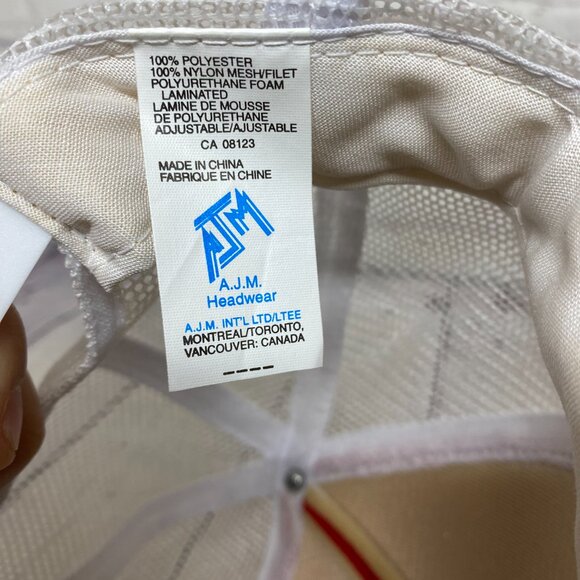 100% POLYESTER
100% NYLON MESH/FILET
POLYURETHANE FOAM
LAMINATED
LAMINE DE MOUSSE
DE POLYURETHANE
ADJUSTABLE/AJUSTABLE
CA 08123
MADE IN CHINA
FABRIQUE EN CHINE
AJM
A.J.M.
Headwear
A.J.M. INT'L LTD/LTEE
MONTREAL/TORONTO,
VANCOUVER: CANADA